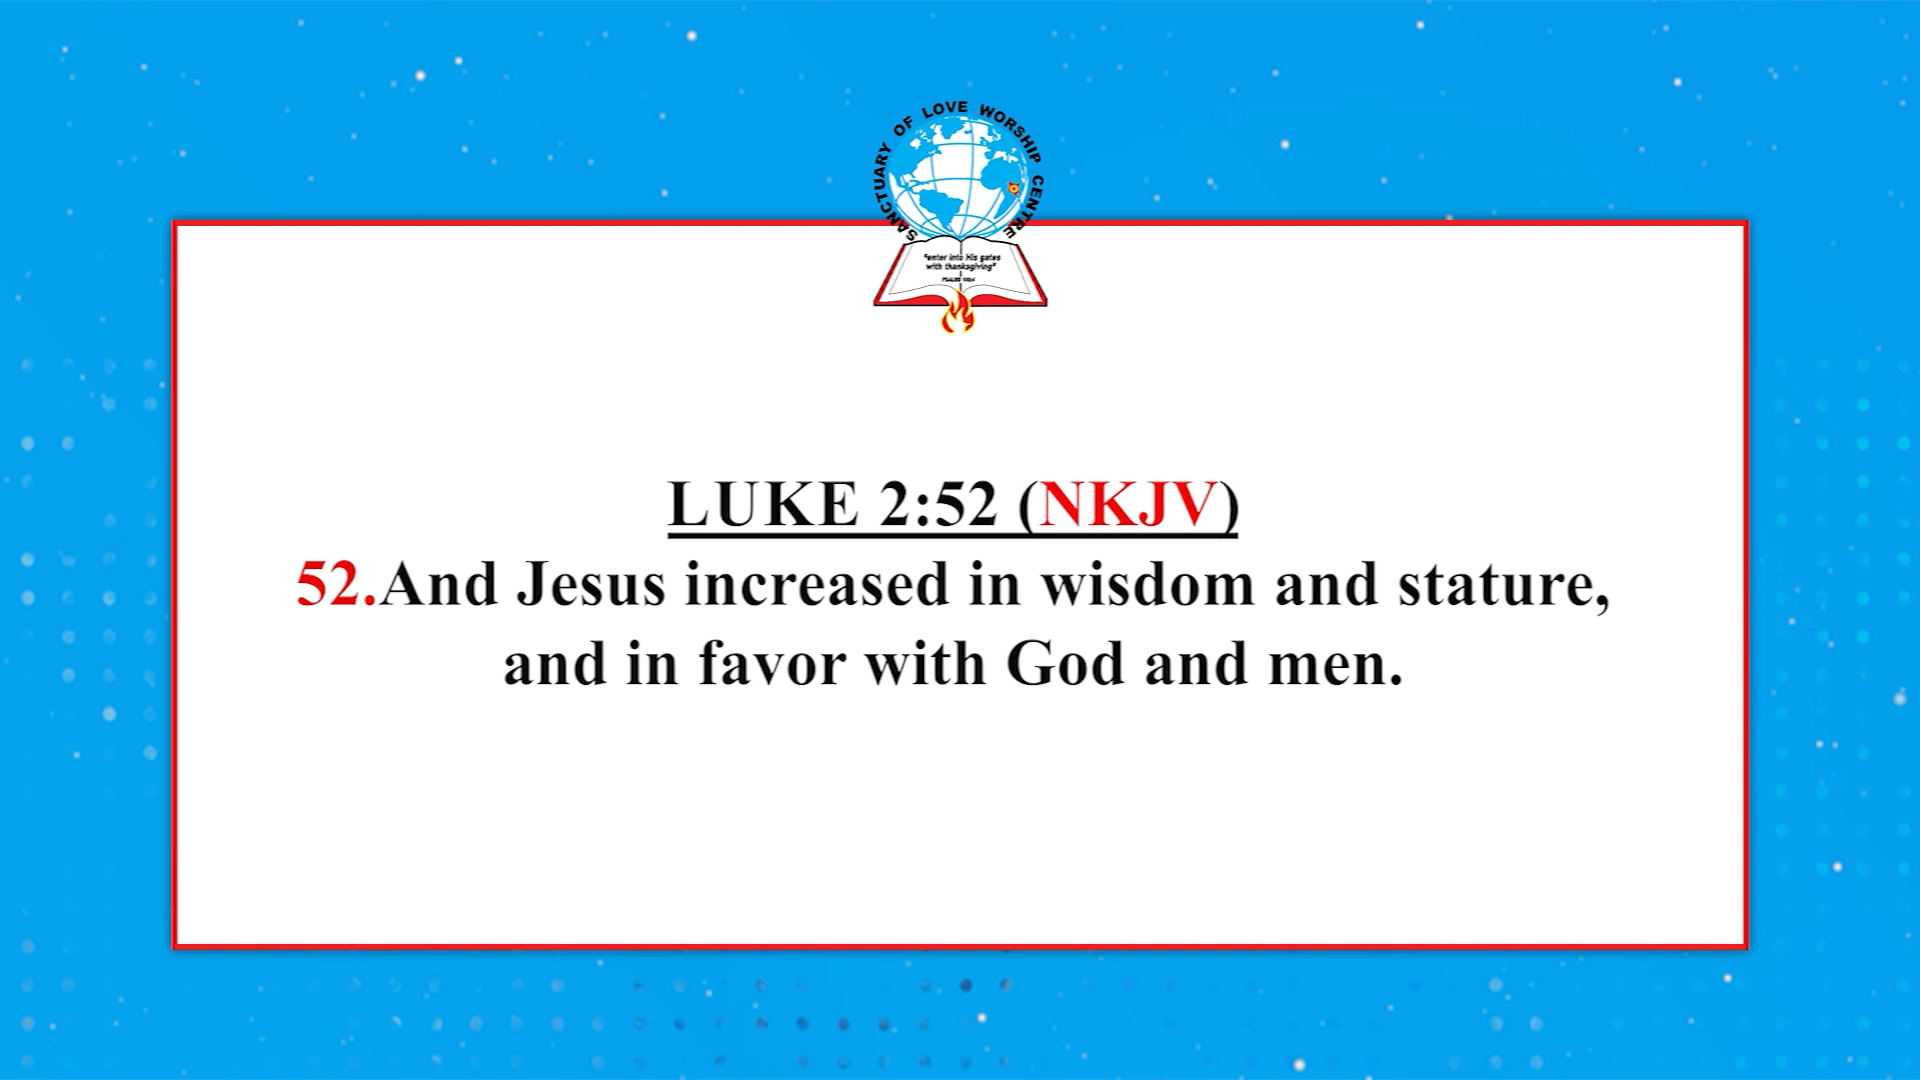 SANCTUARY OF LOVE WORSHIP CENTRE
"enter into His gates
with thanksgiving"
LUKE 2:52 (NKJV)
52.And Jesus increased in wisdom and stature,
and in favor with God and men.